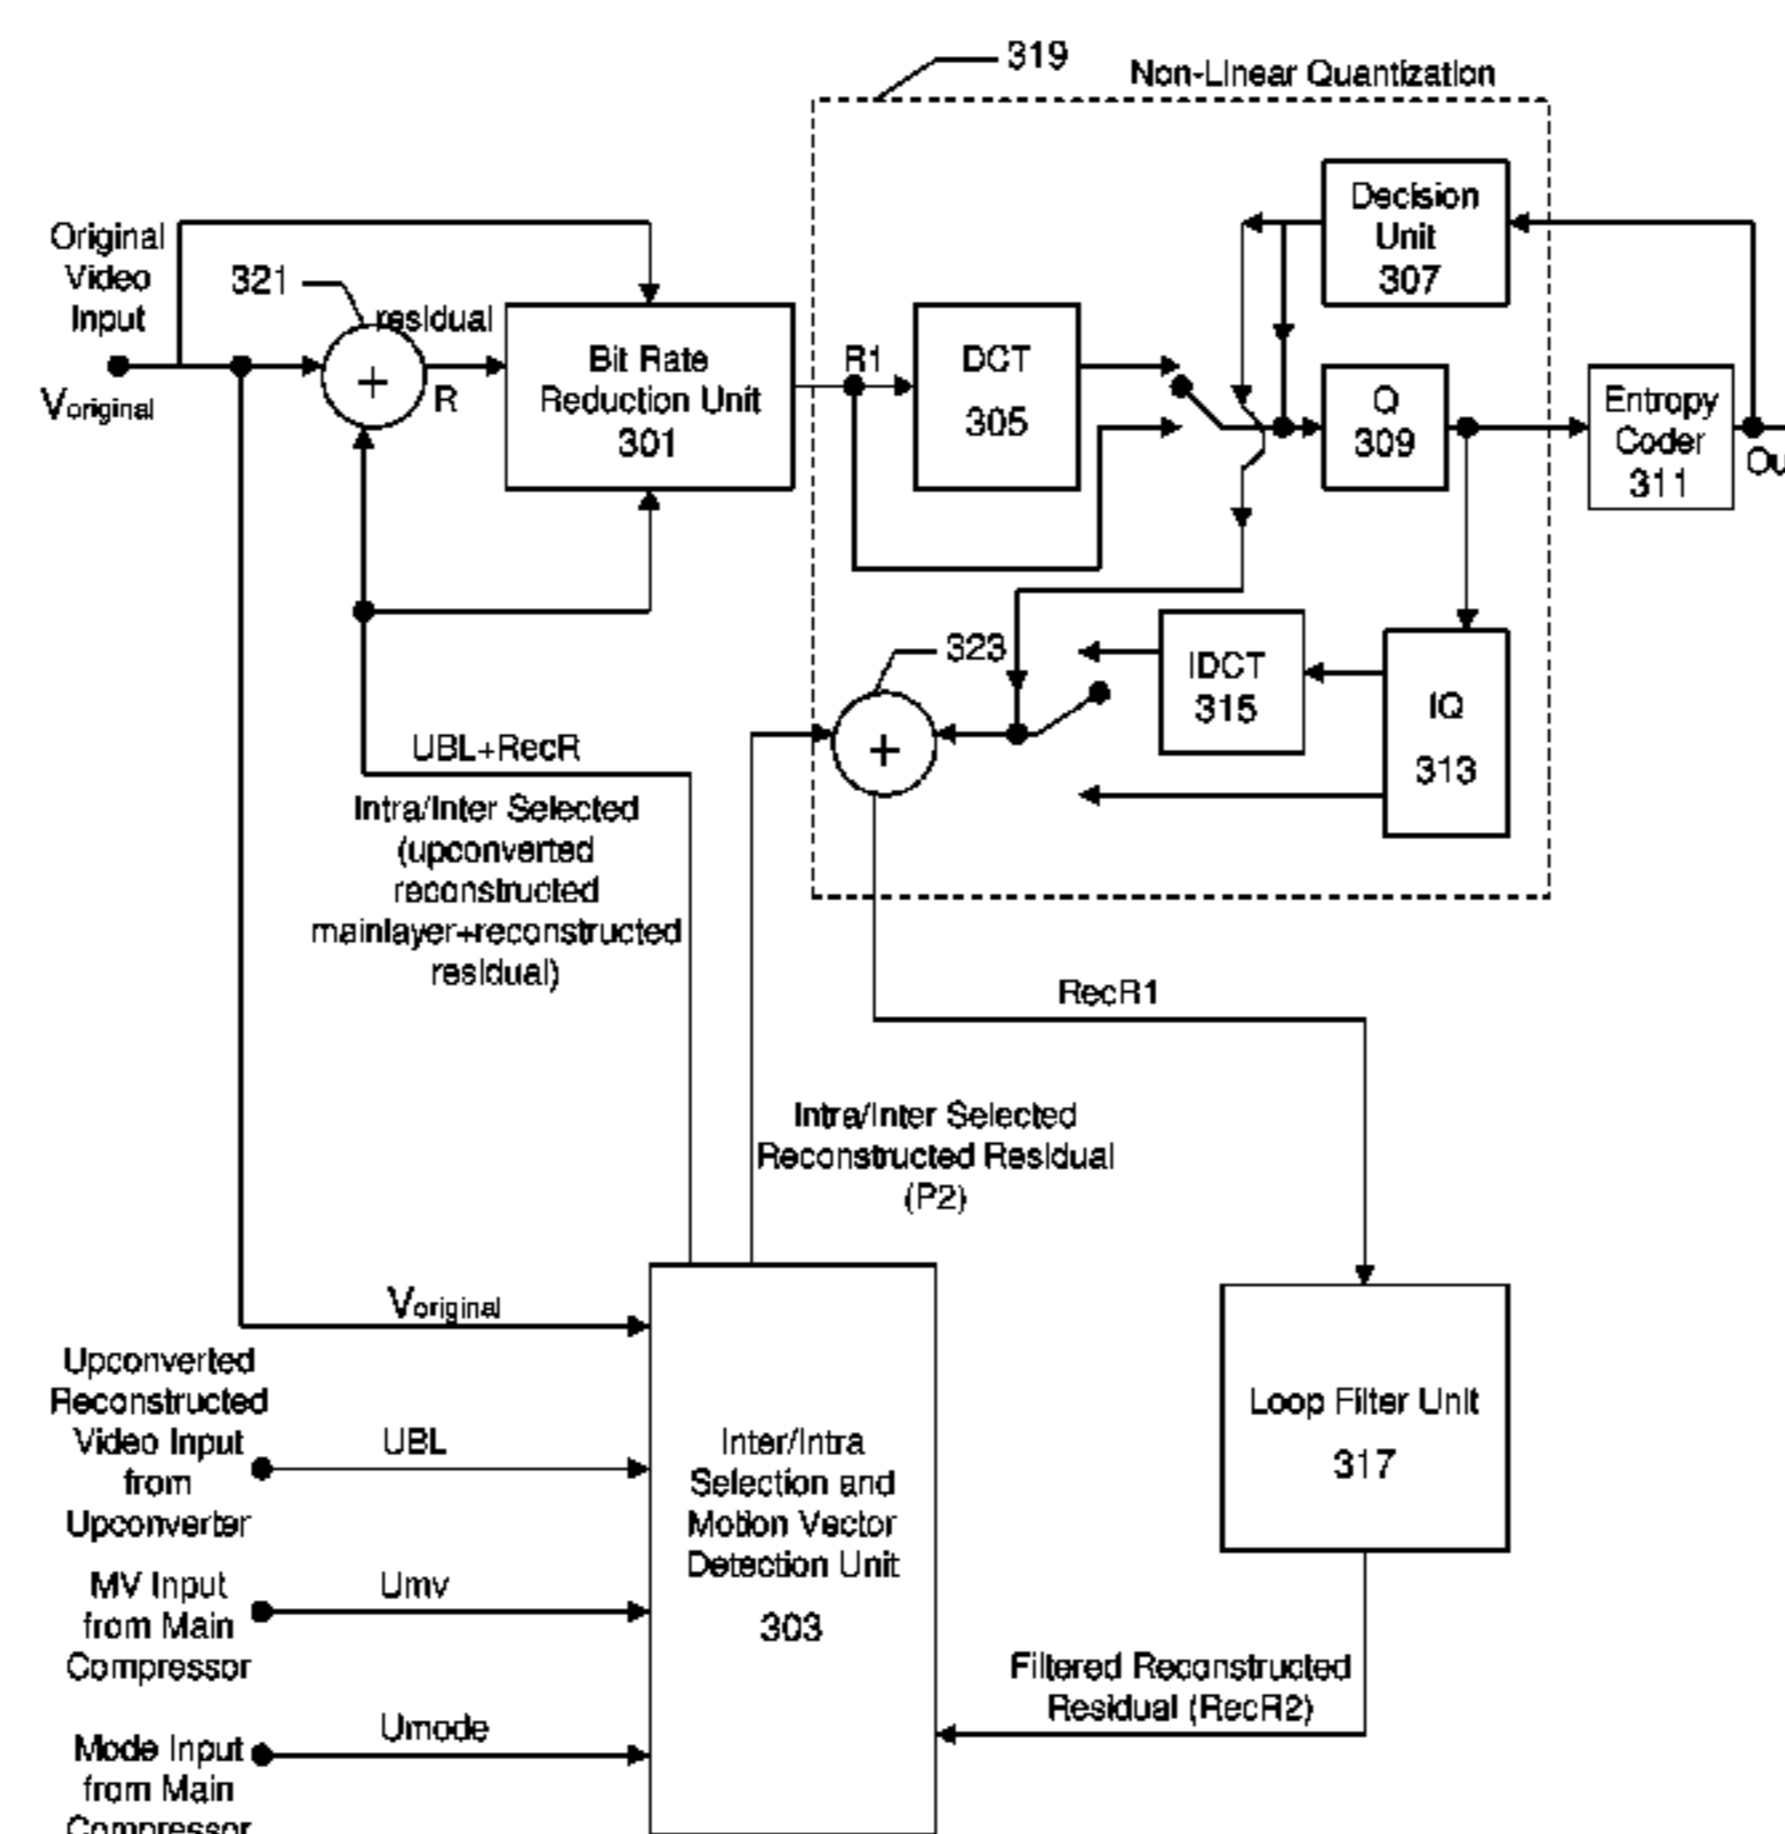 319
Non-Linear Quantization
Decision
Unit
307
Original
Video
Input
Voriginal
321
residual
R
Bit Rate
Reduction Unit
301
R1
DCT
305
Q
309
Entropy
Coder
311
Ou
323
IDCT
315
IQ
313
UBL+RecR
Intra/Inter Selected
(upconverted
reconstructed
mainlayer+reconstructed
residual)
RecR1
Intra/Inter Selected
Reconstructed Residual
(P2)
Voriginal
Upconverted
Reconstructed
Video Input
from
Upconverter
UBL
MV Input
from Main
Compressor
Umv
Mode Input
from Main
Compressor
Umode
Inter/Intra
Selection and
Motion Vector
Detection Unit
303
Loop Filter Unit
317
Filtered Reconstructed
Residual (RecR2)